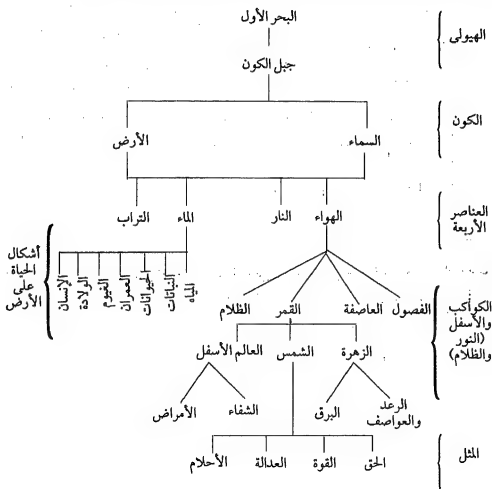 البحر الأول
الهيولى
جبل الكون
الكون
السماء
الأرض
العناصر
الأربعة
الهواء
النار
الماء
التراب
أشكال
الحياة
على
الأرض
المياه
النباتات
الحيوانات
العمران
الغيوم
الولادة
الإنسان
الكواكب
والأسفل
(النور
والظلام)
الفصول
العاصفة
القمر
الظلام
الزهرة
الشمس
العالم الأسفل
الرعد
والعواصف
البرق
الشفاء
الأمراض
المثل
الحق
القوة
العدالة
الأحلام